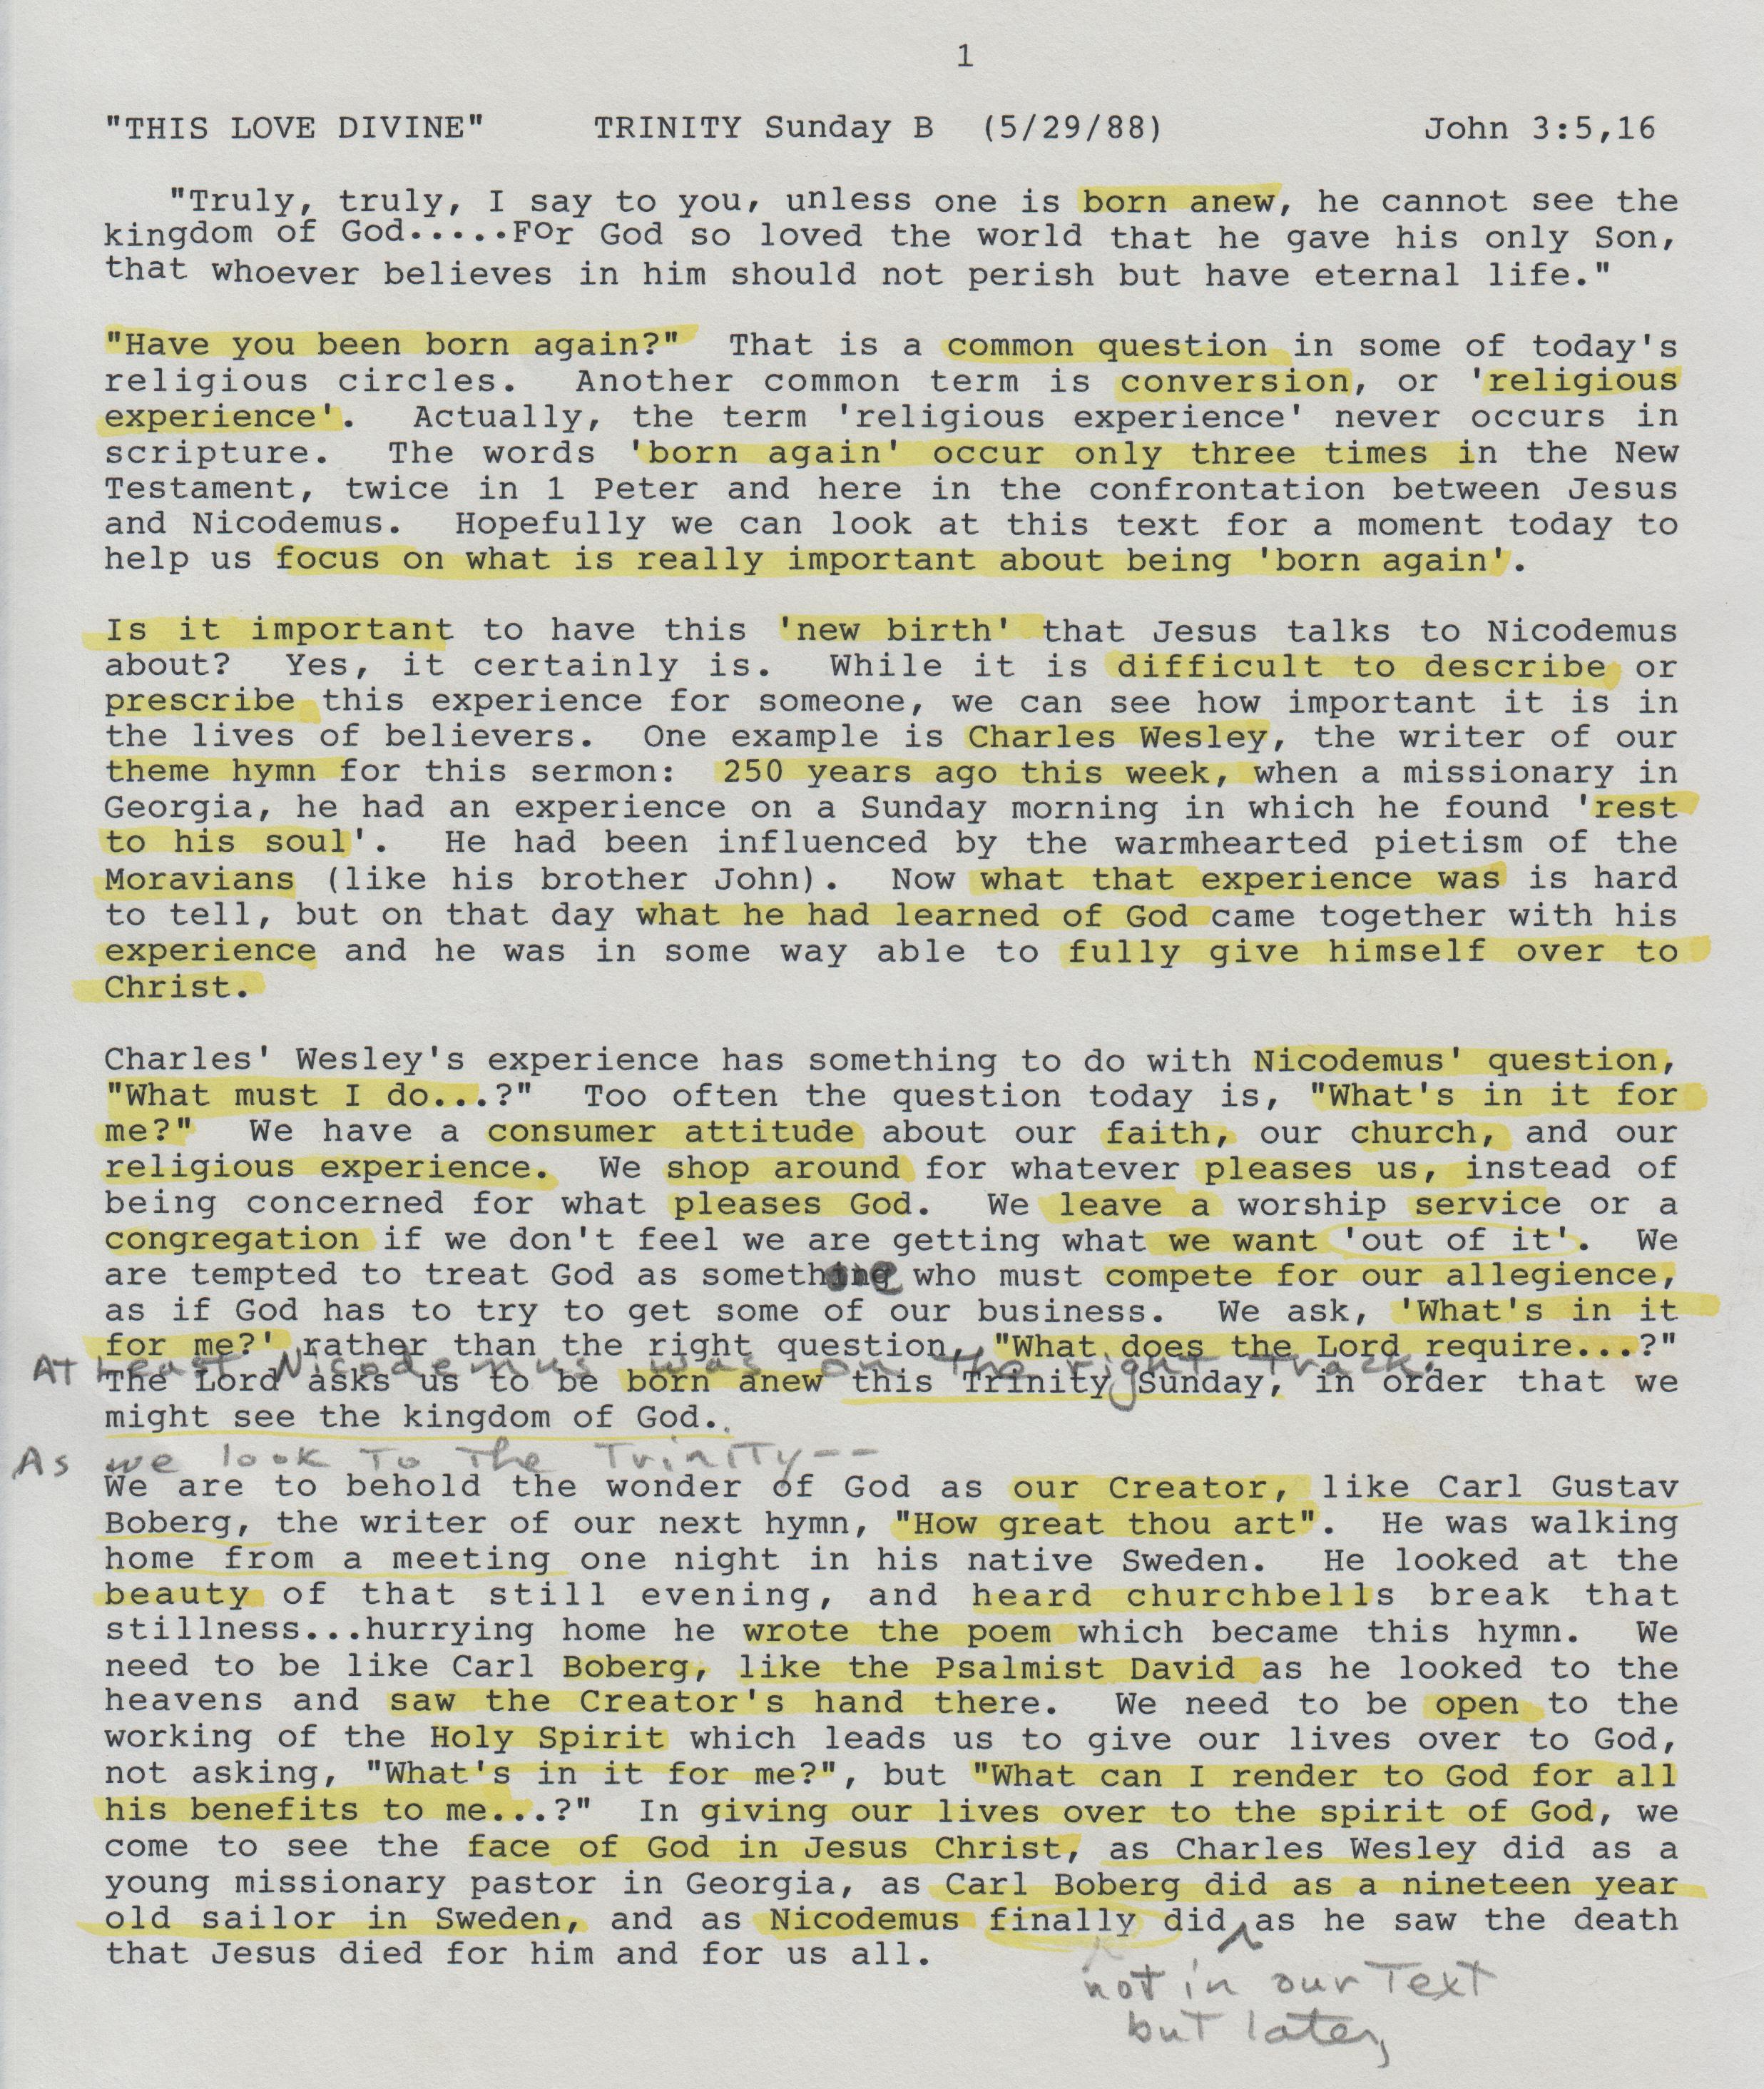 1
"THIS LOVE DIVINE" TRINITY Sunday B (5/29/88) John 3:5,16
"Truly, truly, I say to you, unless one is born anew, he cannot see the
kingdom of God.....For God so loved the world that he gave his only Son,
that whoever believes in him should not perish but have eternal life."
"Have you been born again?" That is a common question in some of today's
religious circles. Another common term is conversion, or 'religious
experience'. Actually, the term 'religious experience' never occurs in
scripture. The words 'born again' occur only three times in the New
Testament, twice in 1 Peter and here in the confrontation between Jesus
and Nicodemus. Hopefully we can look at this text for a moment today to
help us focus on what is really important about being 'born again'.
Is it important to have this 'new birth' that Jesus talks to Nicodemus
about? Yes, it certainly is. While it is difficult to describe or
prescribe this experience for someone, we can see how important it is in
the lives of believers. One example is Charles Wesley, the writer of our
theme hymn for this sermon: 250 years ago this week, when a missionary in
Georgia, he had an experience on a Sunday morning in which he found 'rest
to his soul'. He had been influenced by the warmhearted pietism of the
Moravians (like his brother John). Now what that experience was is hard
to tell, but on that day what he had learned of God came together with his
experience and he was in some way able to fully give himself over to
Christ.
Charles' Wesley's experience has something to do with Nicodemus' question,
"What must I do...?" Too often the question today is, "What's in it for
me?" We have a consumer attitude about our faith, our church, and our
religious experience. We shop around for whatever pleases us, instead of
being concerned for what pleases God. We leave a worship service or a
congregation if we don't feel we are getting what we want 'out of it'. We
are tempted to treat God as someone who must compete for our allegience,
as if God has to try to get some of our business. We ask, 'What's in it
for me?' rather than the right question, "What does the Lord require...?"
At least Nicodemus was on the right track.
The Lord asks us to be born anew this Trinity Sunday, in order that we
might see the kingdom of God.
As we look to the Trinity--
We are to behold the wonder of God as our Creator, like Carl Gustav
Boberg, the writer of our next hymn, "How great thou art". He was walking
home from a meeting one night in his native Sweden. He looked at the
beauty of that still evening, and heard churchbells break that
stillness...hurrying home he wrote the poem which became this hymn. We
need to be like Carl Boberg, like the Psalmist David as he looked to the
heavens and saw the Creator's hand there. We need to be open to the
working of the Holy Spirit which leads us to give our lives over to God,
not asking, "What's in it for me?", but "What can I render to God for all
his benefits to me...?" In giving our lives over to the spirit of God, we
come to see the face of God in Jesus Christ, as Charles Wesley did as a
young missionary pastor in Georgia, as Carl Boberg did as a nineteen year
old sailor in Sweden, and as Nicodemus finally did as he saw the death
that Jesus died for him and for us all.
not in our text
but later,